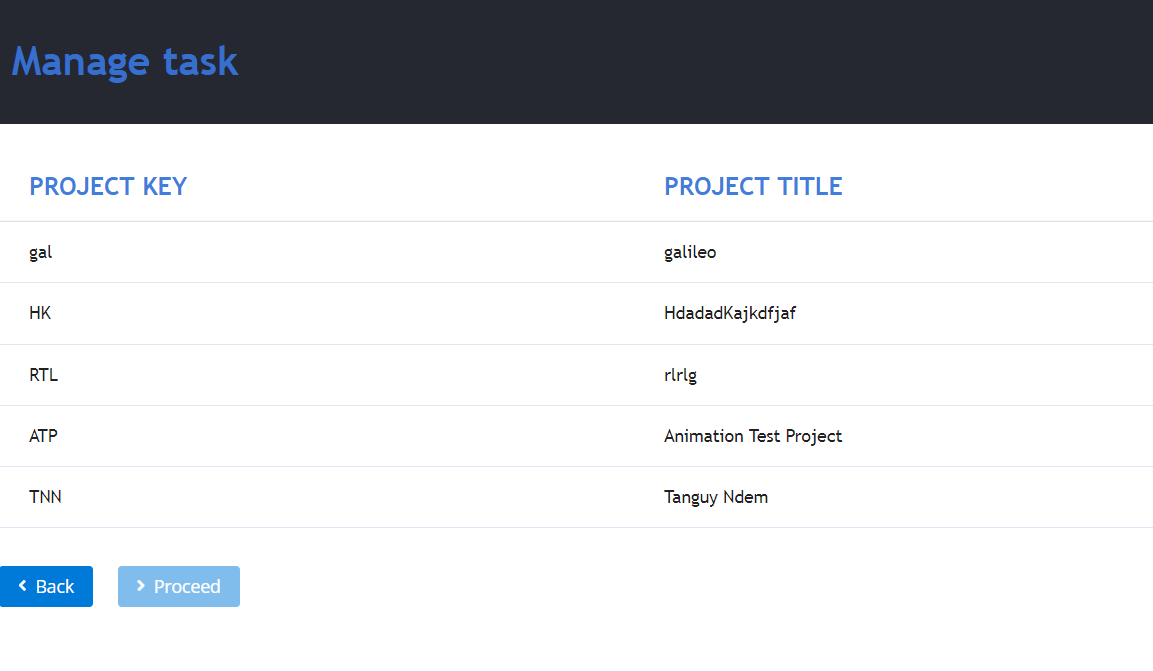 Manage task
PROJECT KEY PROJECT TITLE
gal galileo
HK HdadadKajkdfjaf
RTL rlrlg
ATP Animation Test Project
TNN Tanguy Ndem
Back Proceed